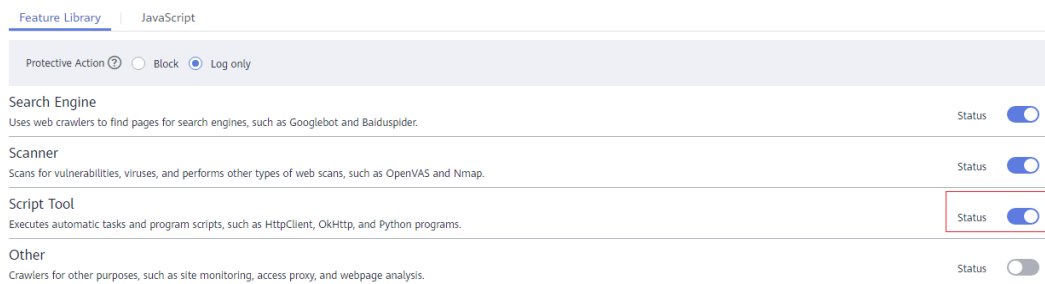 Feature Library JavaScript
Protective Action ? Block Log only
Search Engine
Uses web crawlers to find pages for search engines, such as Googlebot and Baiduspider.
Status
Scanner
Scans for vulnerabilities, viruses, and performs other types of web scans, such as OpenVAS and Nmap.
Status
Script Tool
Executes automatic tasks and program scripts, such as HttpClient, OkHttp, and Python programs.
Status
Other
Crawlers for other purposes, such as site monitoring, access proxy, and webpage analysis.
Status